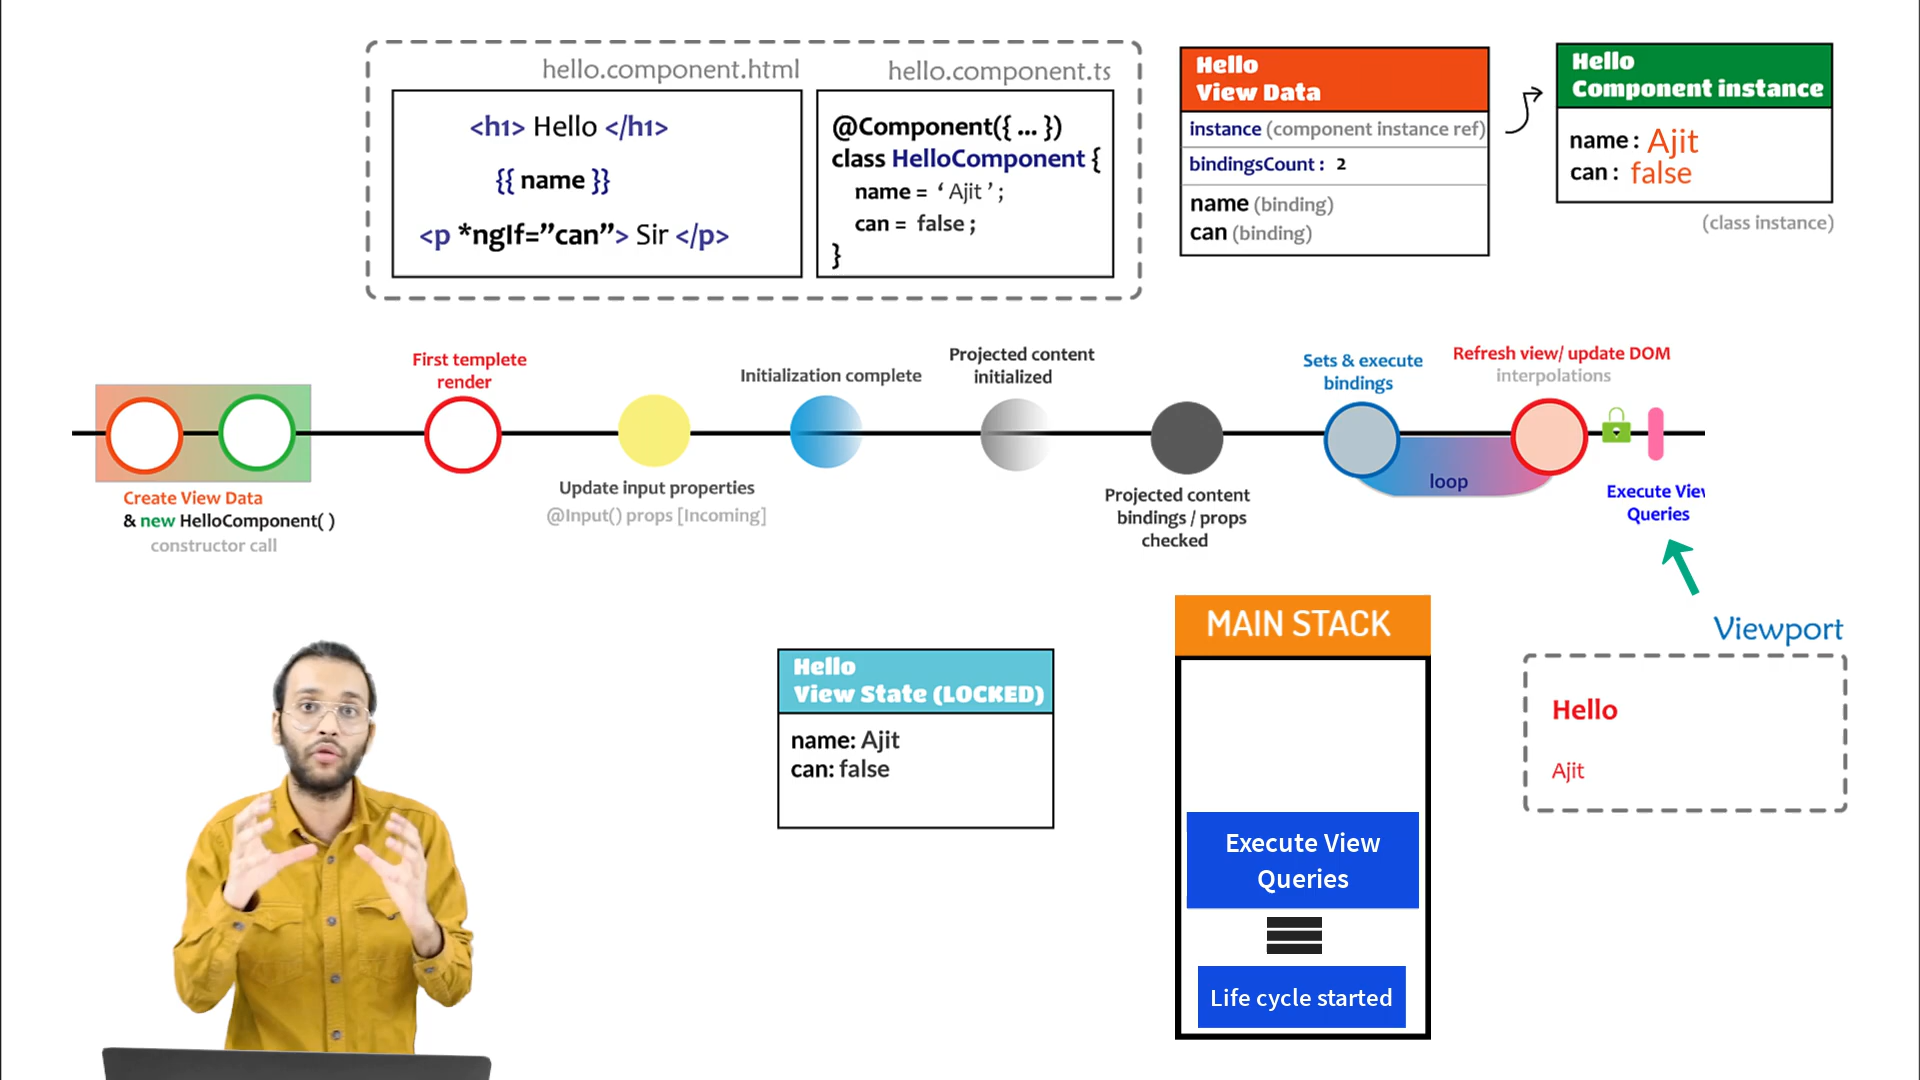 hello.component.html
<h1> Hello </h1>
{{ name }}
<p *ngIf=”can”> Sir </p>
hello.component.ts
@Component({ ... })
class HelloComponent {
name = ‘ Ajit ’ ;
can = false ;
}
Hello
View Data
instance (component instance ref)
bindingsCount : 2
name (binding)
can (binding)
Hello
Component instance
name : Ajit
can : false
(class instance)
Create View Data
& new HelloComponent( )
constructor call
First templete
render
Update input properties
@Input() props [Incoming]
Initialization complete
Projected content
initialized
Projected content
bindings / props
checked
Sets & execute
bindings
loop
Refresh view/ update DOM
interpolations
Execute Vie
Queries
Hello
View State (LOCKED)
name: Ajit
can: false
MAIN STACK
Execute View
Queries
Life cycle started
Viewport
Hello
Ajit